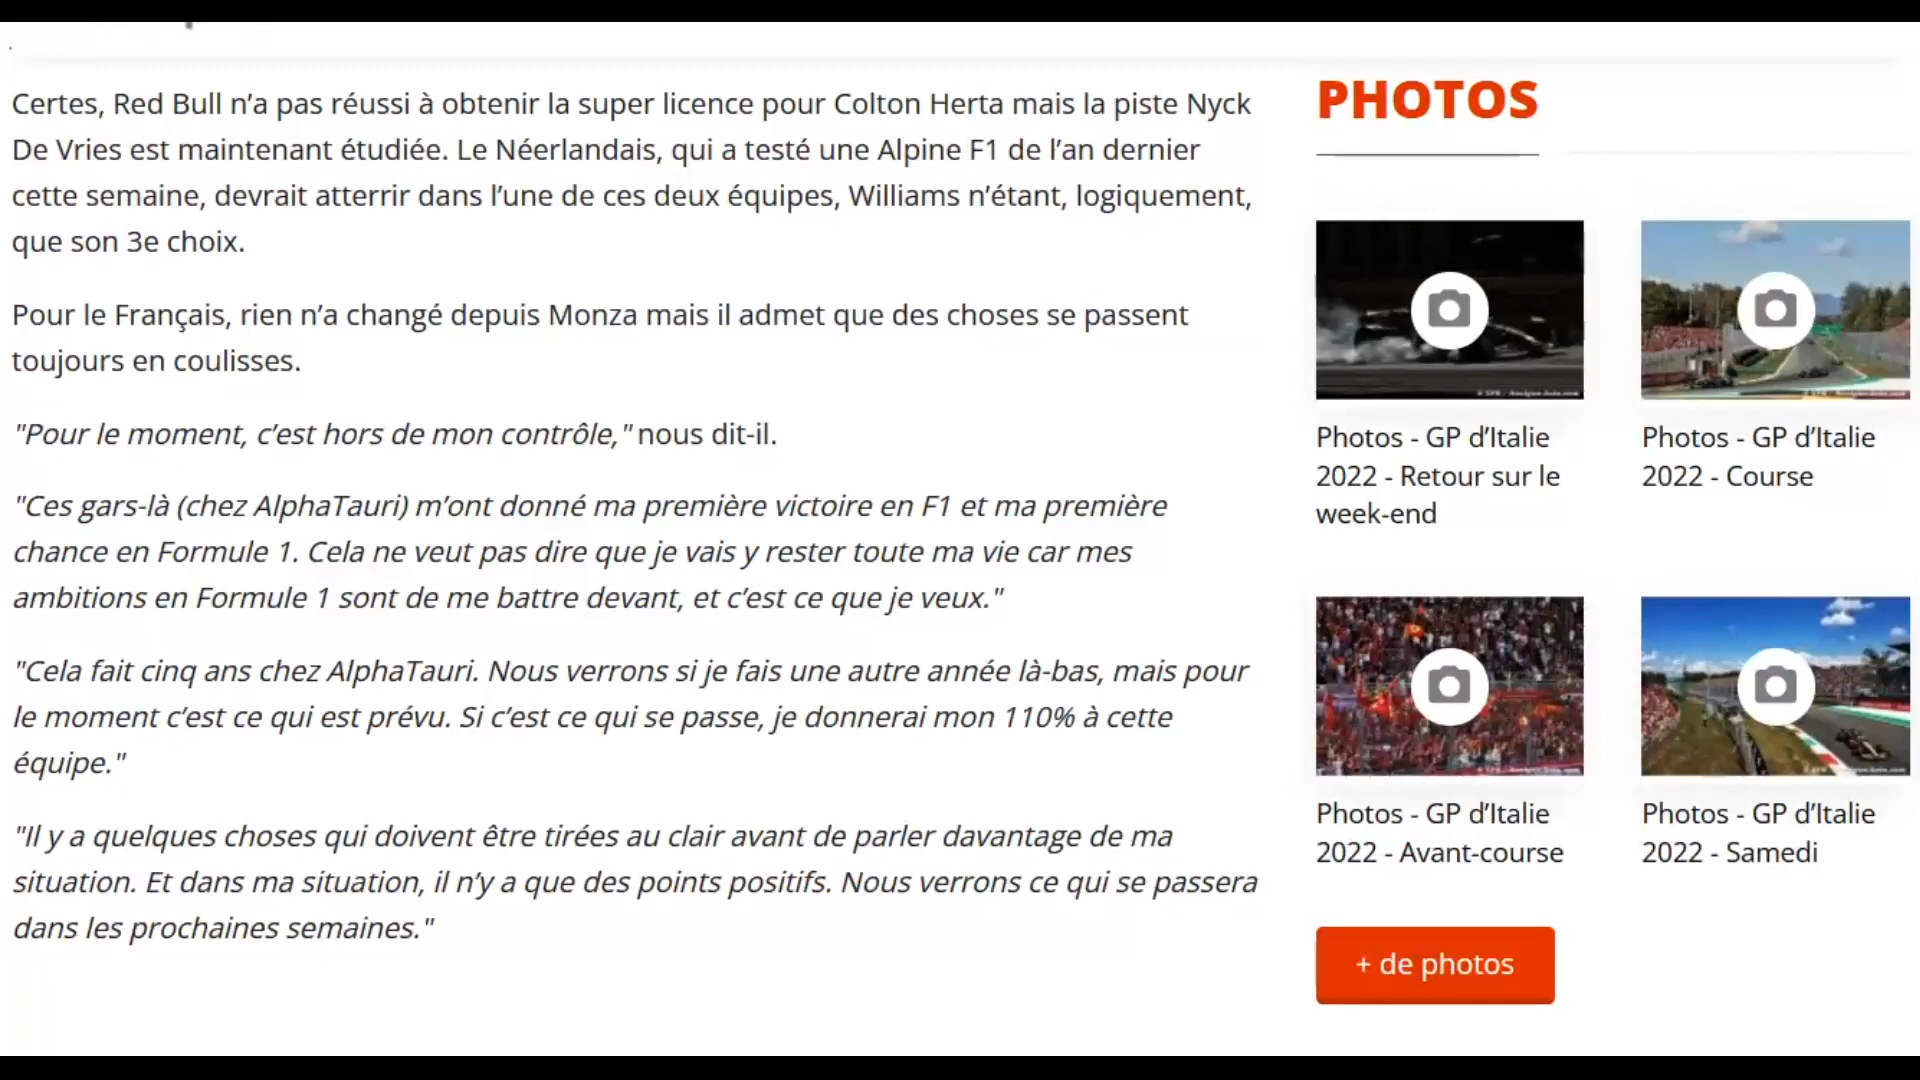 Certes, Red Bull n’a pas réussi à obtenir la super licence pour Colton Herta mais la piste Nyck
De Vries est maintenant étudiée. Le Néerlandais, qui a testé une Alpine F1 de l’an dernier
cette semaine, devrait atterrir dans l’une de ces deux équipes, Williams n’étant, logiquement,
que son 3e choix.
Pour le Français, rien n’a changé depuis Monza mais il admet que des choses se passent
toujours en coulisses.
"Pour le moment, c’est hors de mon contrôle," nous dit-il.
"Ces gars-là (chez AlphaTauri) m’ont donné ma première victoire en F1 et ma première
chance en Formule 1. Cela ne veut pas dire que je vais y rester toute ma vie car mes
ambitions en Formule 1 sont de me battre devant, et c’est ce que je veux."
"Cela fait cinq ans chez AlphaTauri. Nous verrons si je fais une autre année là-bas, mais pour
le moment c’est ce qui est prévu. Si c’est ce qui se passe, je donnerai mon 110% à cette
équipe."
"Il y a quelques choses qui doivent être tirées au clair avant de parler davantage de ma
situation. Et dans ma situation, il n’y a que des points positifs. Nous verrons ce qui se passera
dans les prochaines semaines."
PHOTOS
Photos - GP d’Italie
2022 - Retour sur le
week-end
Photos - GP d’Italie
2022 - Course
Photos - GP d’Italie
2022 - Avant-course
Photos - GP d’Italie
2022 - Samedi
+ de photos